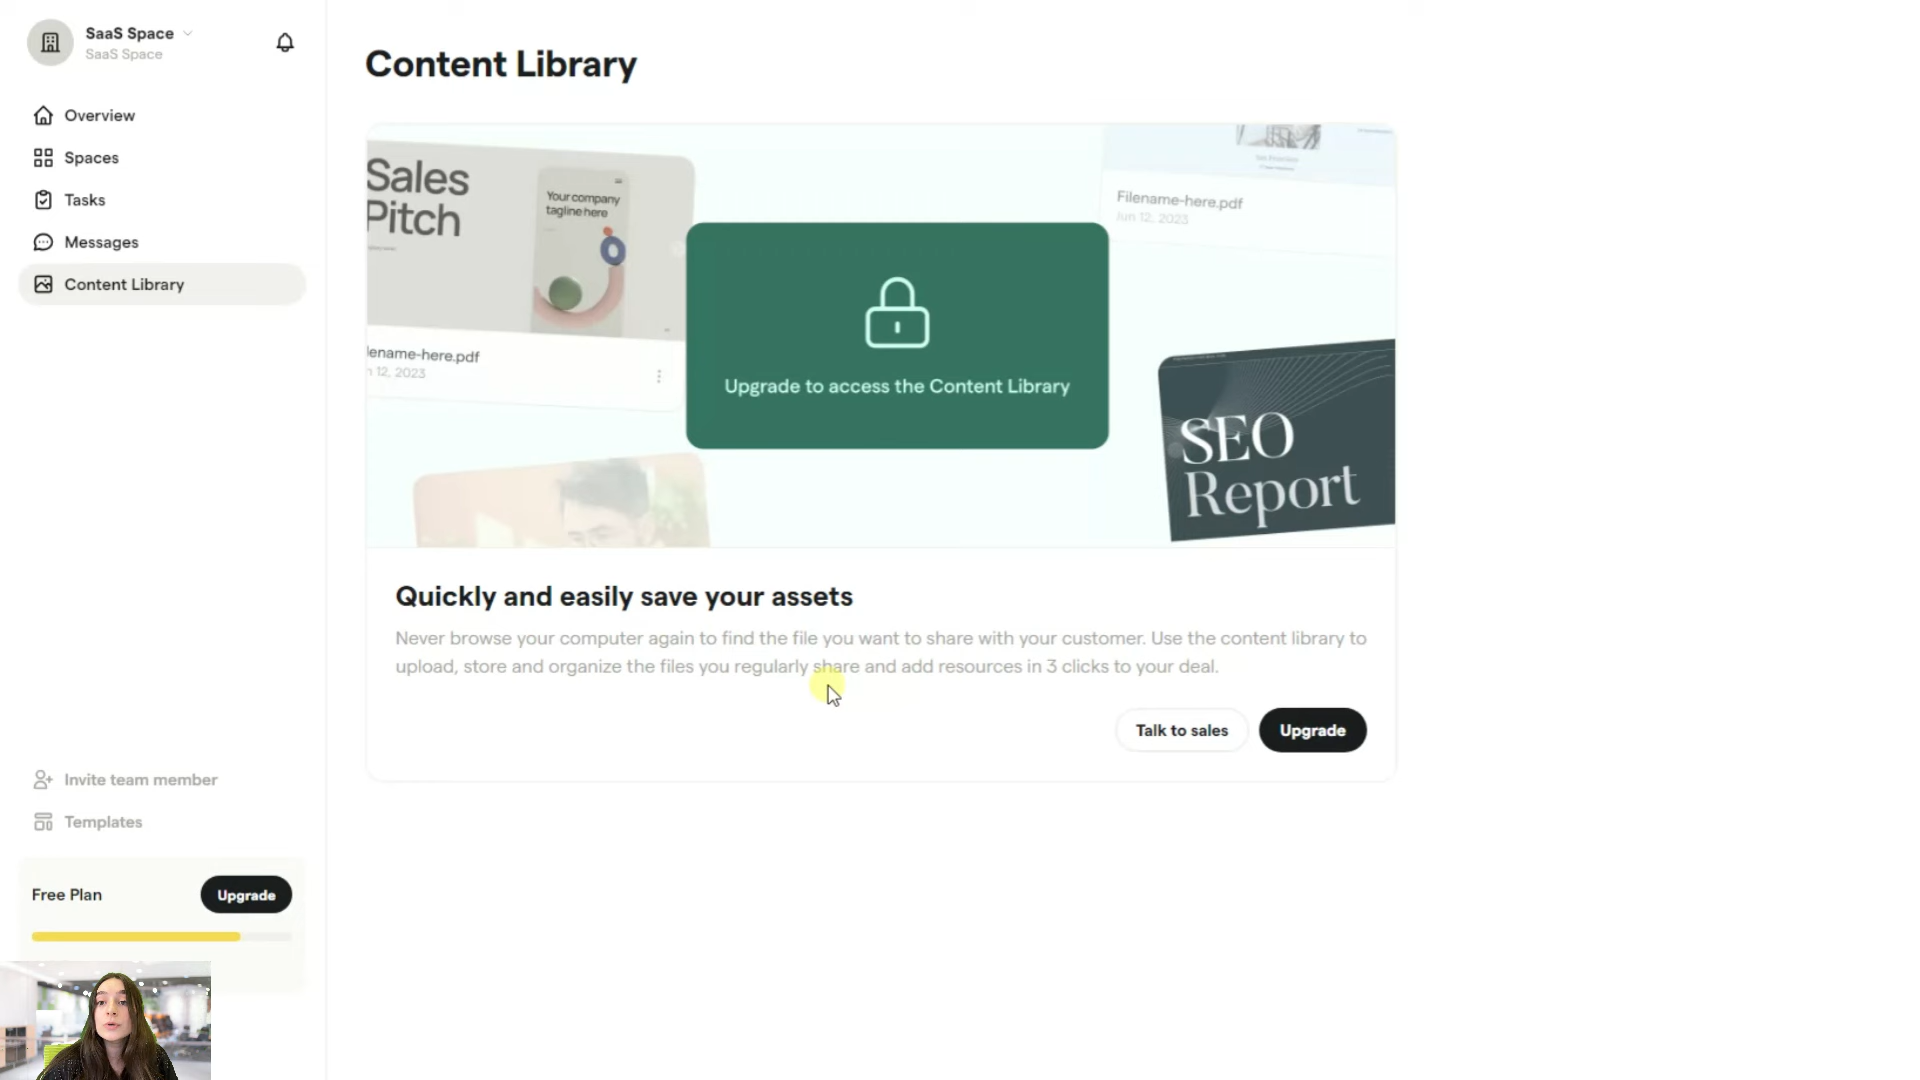 SaaS Space
SaaS Space
Overview
Spaces
Tasks
Messages
Content Library
Invite team member
Templates
Free Plan
Upgrade
Content Library
Sales
Pitch
Your company
tagline here
lename-here.pdf
12, 2023
Filename-here.pdf
Jun 12, 2023
Upgrade to access the Content Library
SEO
Report
Quickly and easily save your assets
Never browse your computer again to find the file you want to share with your customer. Use the content library to
upload, store and organize the files you regularly share and add resources in 3 clicks to your deal.
Talk to sales
Upgrade